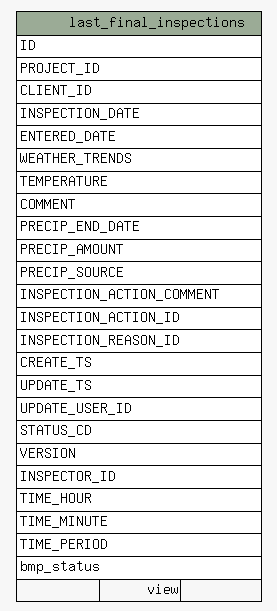 last_final_inspections
ID
PROJECT_ID
CLIENT_ID
INSPECTION_DATE
ENTERED_DATE
WEATHER_TRENDS
TEMPERATURE
COMMENT
PRECIP_END_DATE
PRECIP_AMOUNT
PRECIP_SOURCE
INSPECTION_ACTION_COMMENT
INSPECTION_ACTION_ID
INSPECTION_REASON_ID
CREATE_TS
UPDATE_TS
UPDATE_USER_ID
STATUS_CD
VERSION
INSPECTOR_ID
TIME_HOUR
TIME_MINUTE
TIME_PERIOD
bmp_status
view